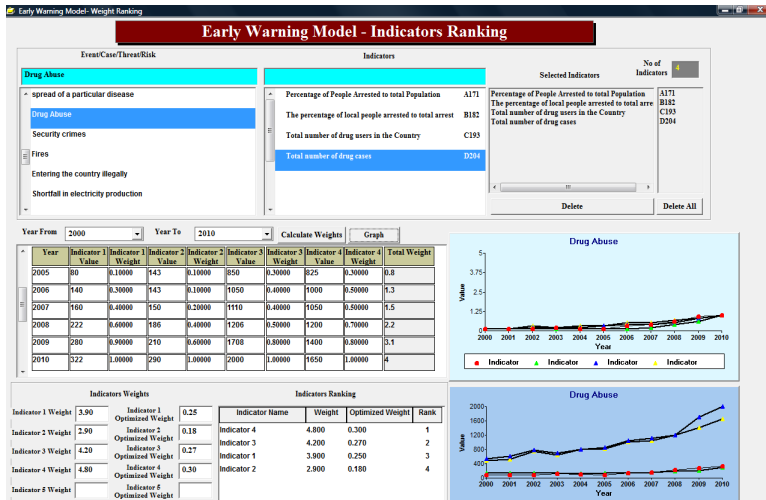 Early Warning Model- Weight Ranking
Early Warning Model - Indicators Ranking
Event/Case/Threat/Risk
Indicators
No of Indicators
4
Selected Indicators
Drug Abuse
spread of a particular disease
Drug Abuse
Security crimes
Fires
Entering the country illegally
Shortfall in electricity production
Percentage of People Arrested to total Population A171
The percentage of local people arrested to total arrest B182
Total number of drug users in the Country C193
Total number of drug cases D204
Percentage of People Arrested to total Population A171
The percentage of local people arrested to total arre B182
Total number of drug users in the Country C193
Total number of drug cases D204
Delete
Delete All
Year From 2000 Year To 2010 Calculate Weights Graph
Year Indicator 1 Value Indicator 1 Weight Indicator 2 Value Indicator 2 Weight Indicator 3 Value Indicator 3 Weight Indicator 4 Value Indicator 4 Weight Total Weight
2005 80 0.10000 143 0.10000 850 0.30000 825 0.30000 0.8
2006 140 0.30000 143 0.10000 1050 0.40000 1000 0.50000 1.3
2007 160 0.40000 150 0.20000 1110 0.40000 1050 0.50000 1.5
2008 222 0.60000 186 0.40000 1206 0.50000 1200 0.70000 2.2
2009 280 0.90000 210 0.60000 1708 0.80000 1400 0.80000 3.1
2010 322 1.00000 290 1.00000 2000 1.00000 1650 1.00000 4
Drug Abuse
5
3.75
2.5
1.25
0
Value
2000 2001 2002 2003 2004 2005 2006 2007 2008 2009 2010
Year
Indicator Indicator Indicator Indicator
Indicators Weights
Indicator 1 Weight 3.90 Indicator 1 Optimized Weight 0.25
Indicator 2 Weight 2.90 Indicator 2 Optimized Weight 0.18
Indicator 3 Weight 4.20 Indicator 3 Optimized Weight 0.27
Indicator 4 Weight 4.80 Indicator 4 Optimized Weight 0.30
Indicator 5 Weight Indicator 5 Optimized Weight
Indicators Ranking
Indicator Name Weight Optimized Weight Rank
Indicator 4 4.800 0.300 1
Indicator 3 4.200 0.270 2
Indicator 1 3.900 0.250 3
Indicator 2 2.900 0.180 4
Drug Abuse
2000
1600
1200
800
400
0
Value
2000 2001 2002 2003 2004 2005 2006 2007 2008 2009 2010
Year